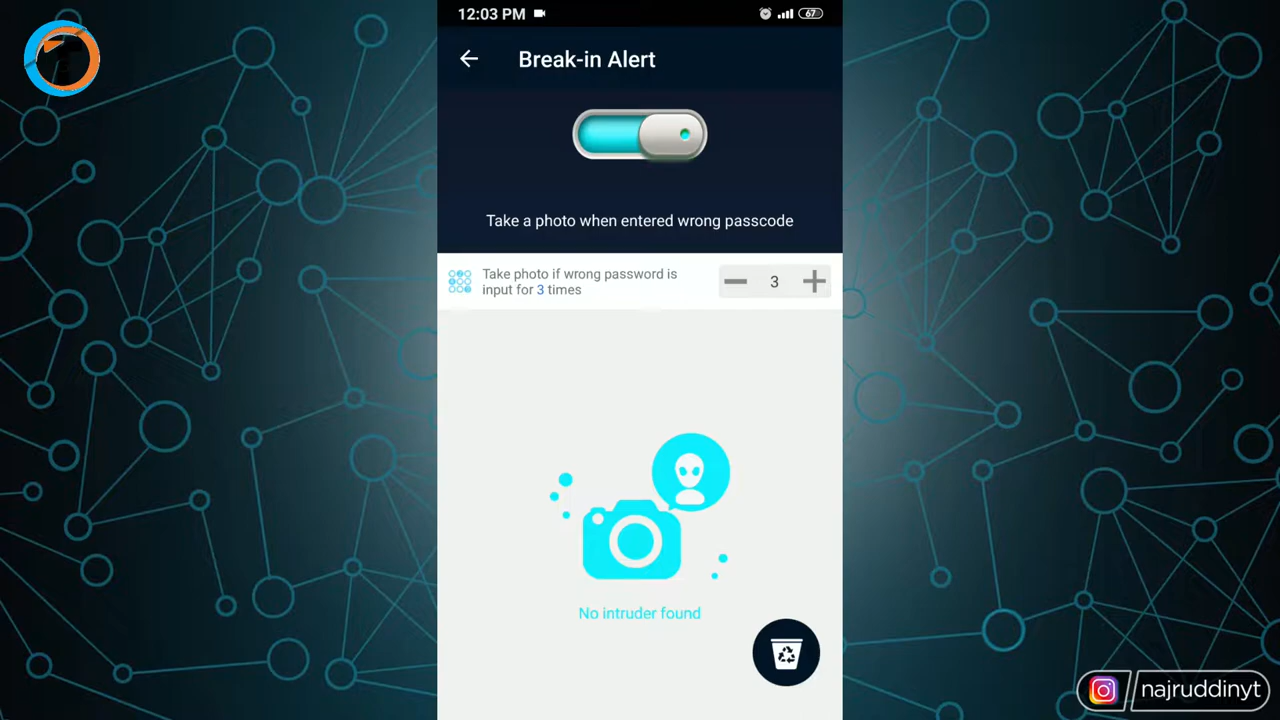 12:03 PM
67
Break-in Alert
Take a photo when entered wrong passcode
Take photo if wrong password is
input for 3 times
3
No intruder found
najruddinyt